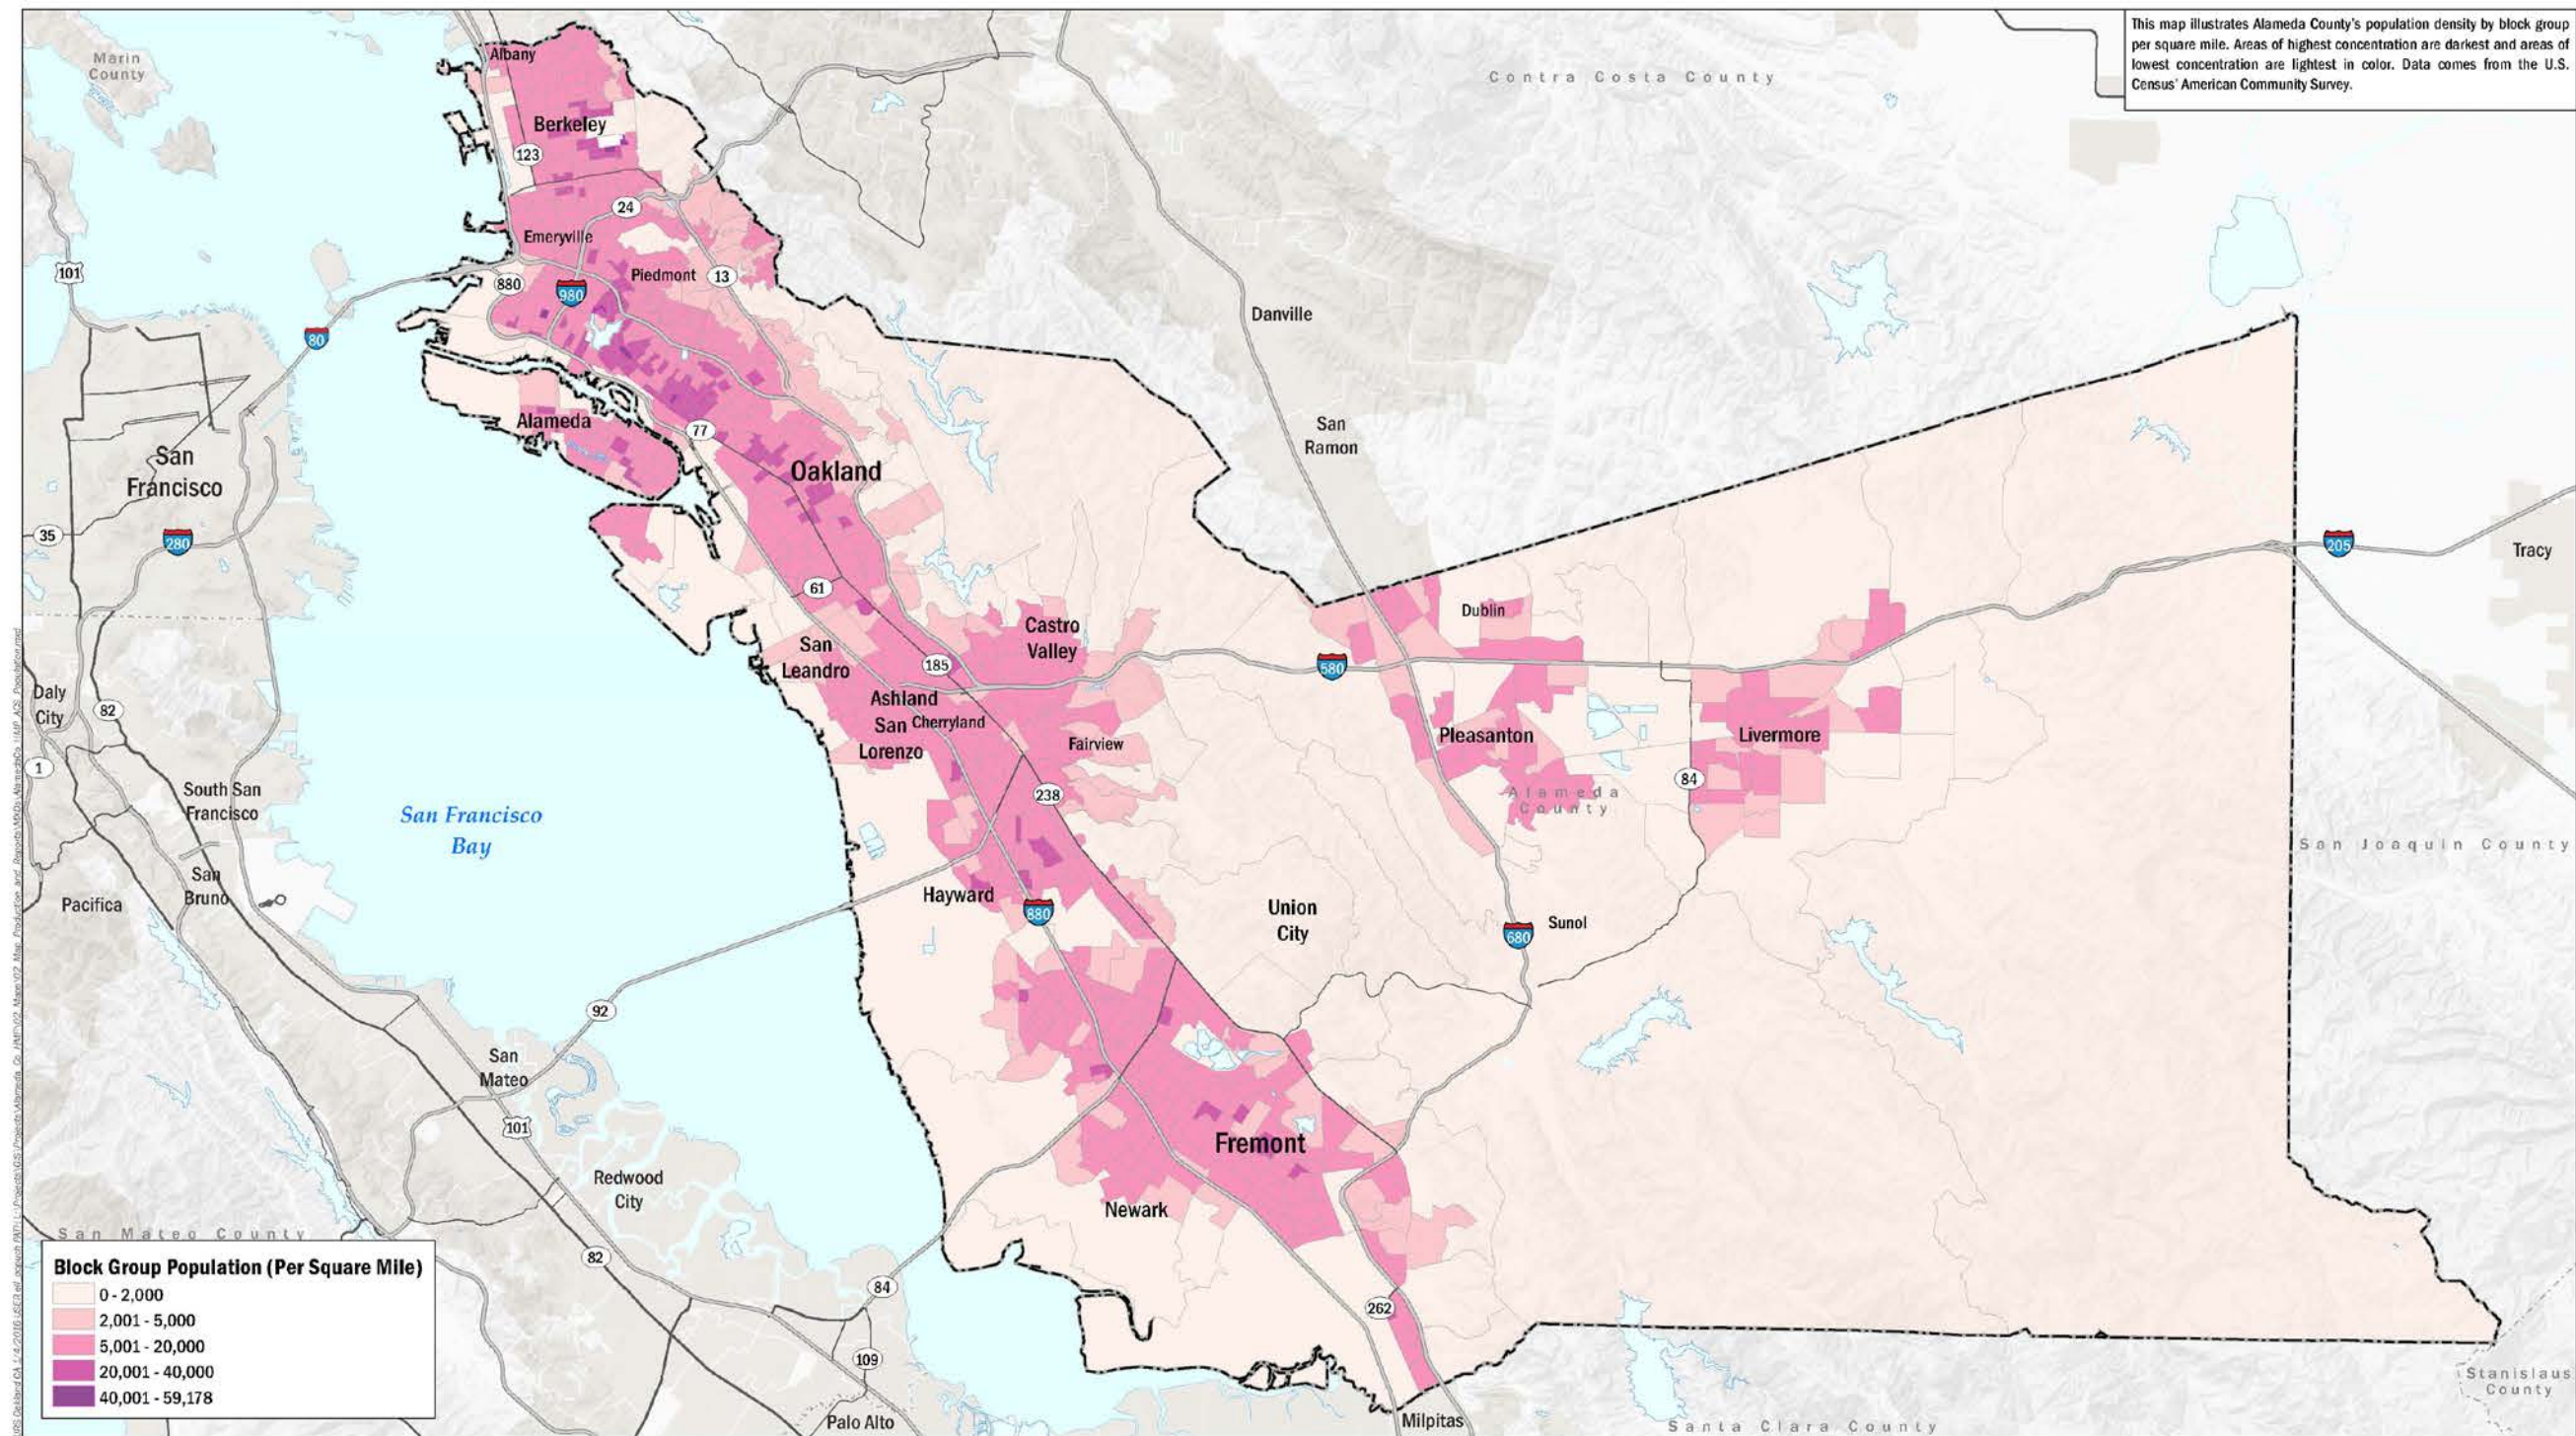 This map illustrates Alameda County's population density by block group
per square mile. Areas of highest concentration are darkest and areas of
lowest concentration are lightest in color. Data comes from the U.S.
Census' American Community Survey.
Marin
County
Albany
Contra Costa County
Berkeley
123
24
Emeryville
101
880
980
Piedmont
13
Danville
80
Alameda
77
San
Ramon
San
Francisco
Oakland
35
280
205
Tracy
61
Dublin
Castro
Valley
San
Leandro
185
580
Daly
City
82
Ashland
San
Lorenzo
Cherryland
Fairview
Pleasanton
Livermore
1
84
238
Alameda
County
South San
Francisco
San Francisco
Bay
San Joaquin County
San
Bruno
Pacifica
Hayward
880
Union
City
680
Sunol
92
San
Mateo
101
Fremont
Redwood
City
Newark
San Mateo County
82
84
262
109
Palo Alto
Milpitas
Santa Clara County
Stanislaus
County
Block Group Population (Per Square Mile)
0 - 2,000
2,001 - 5,000
5,001 - 20,000
20,001 - 40,000
40,001 - 59,178